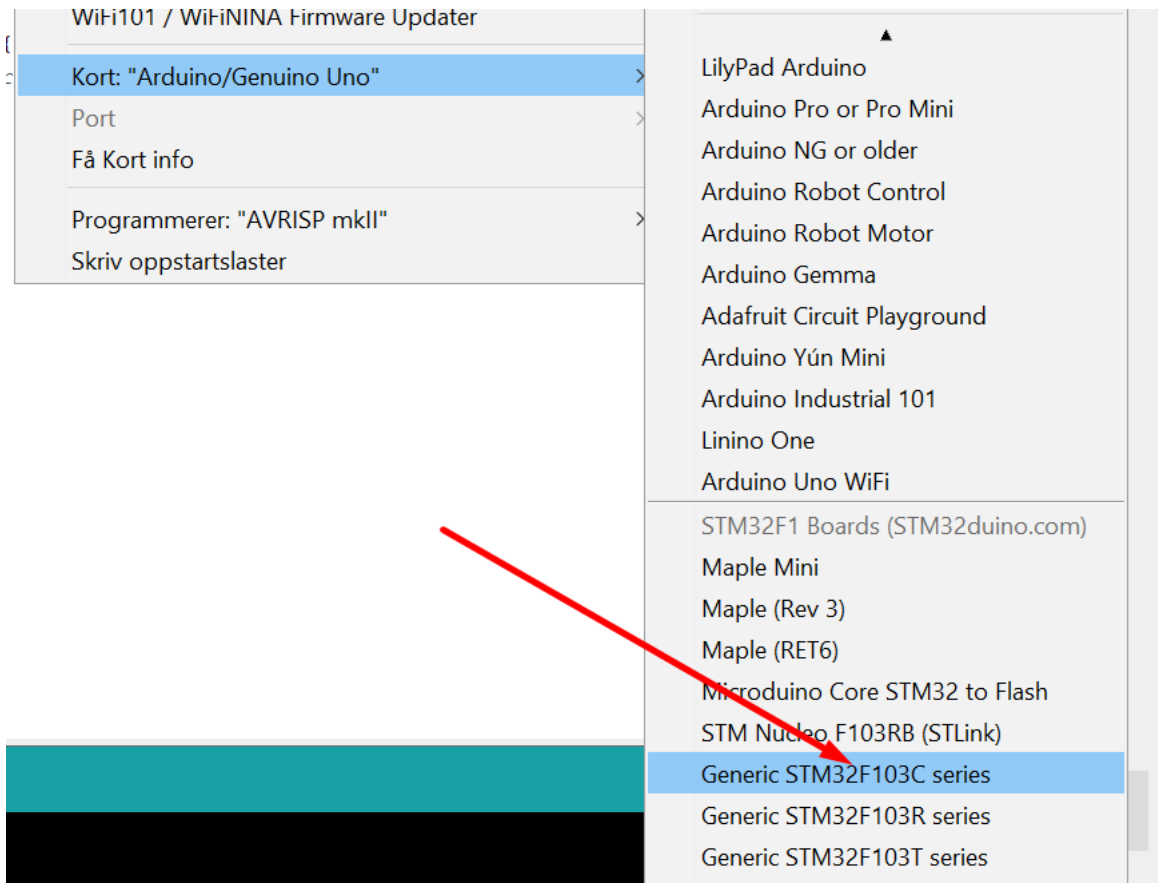 WiFi101 / WiFiNINA Firmware Updater
Kort: "Arduino/Genuino Uno"
Port
Få Kort info
Programmerer: "AVRISP mkII"
Skriv oppstartslaster
LilyPad Arduino
Arduino Pro or Pro Mini
Arduino NG or older
Arduino Robot Control
Arduino Robot Motor
Arduino Gemma
Adafruit Circuit Playground
Arduino Yún Mini
Arduino Industrial 101
Linino One
Arduino Uno WiFi
STM32F1 Boards (STM32duino.com)
Maple Mini
Maple (Rev 3)
Maple (RET6)
Microduino Core STM32 to Flash
STM Nucleo F103RB (STLink)
Generic STM32F103C series
Generic STM32F103R series
Generic STM32F103T series